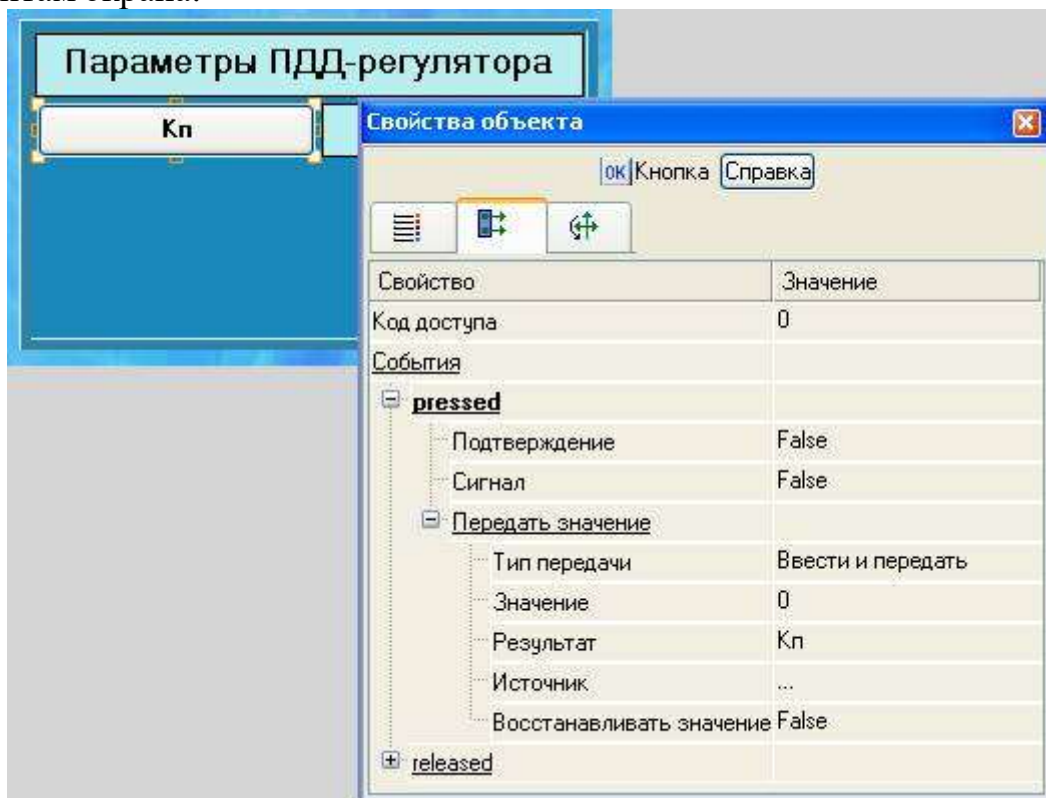 Параметры ПДД-регулятора
Кп
Свойства объекта
ок Кнопка Справка
Свойство Значение
Код доступа 0
События
pressed
Подтверждение False
Сигнал False
Передать значение
Тип передачи Ввести и передать
Значение 0
Результат Кп
Источник ...
Восстанавливать значение False
released